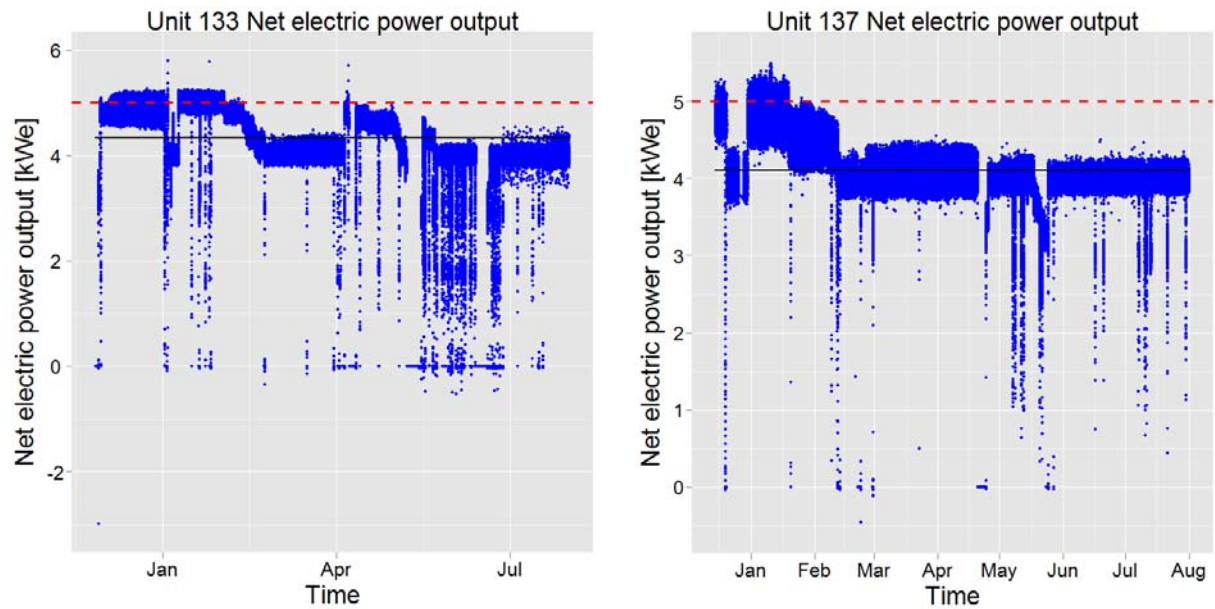 Unit 133 Net electric power output
Net electric power output [kWe]
6
4
2
0
-2
Jan
Apr
Jul
Time
Unit 137 Net electric power output
Net electric power output [kWe]
5
4
3
2
1
0
Jan
Feb
Mar
Apr
May
Jun
Jul
Aug
Time